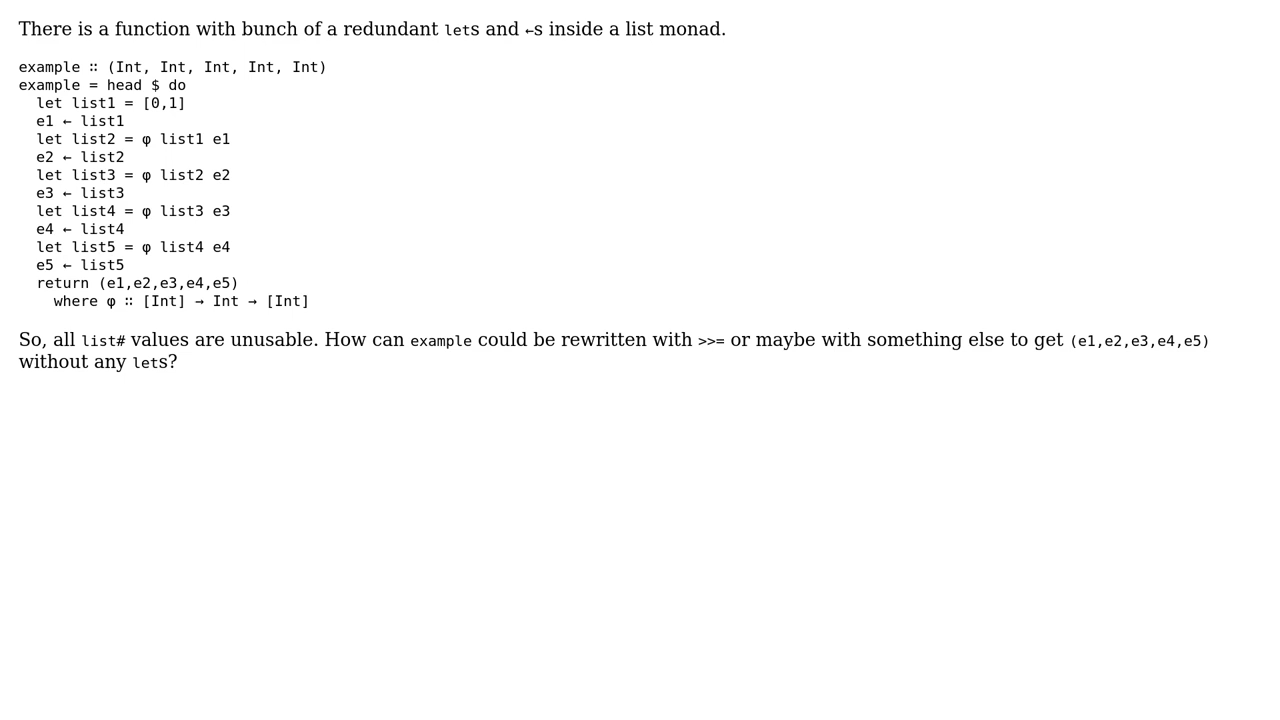 There is a function with bunch of a redundant lets and ←s inside a list monad.
example ∷ (Int, Int, Int, Int, Int)
example = head $ do
  let list1 = [0,1]
  e1 ← list1
  let list2 = φ list1 e1
  e2 ← list2
  let list3 = φ list2 e2
  e3 ← list3
  let list4 = φ list3 e3
  e4 ← list4
  let list5 = φ list4 e4
  e5 ← list5
  return (e1,e2,e3,e4,e5)
    where φ ∷ [Int] → Int → [Int]
So, all list# values are unusable. How can example could be rewritten with >>= or maybe with something else to get (e1,e2,e3,e4,e5)
without any lets?